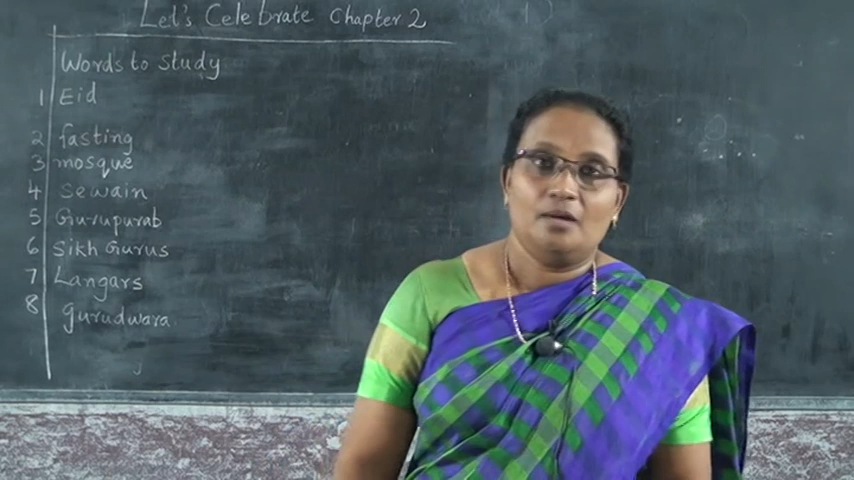 Let's Celebrate Chapter 2
Words to study
1 Eid
2 fasting
3 mosque
4 sewain
5 Gurupurab
6 Sikh Gurus
7 Langars
8 gurudwara